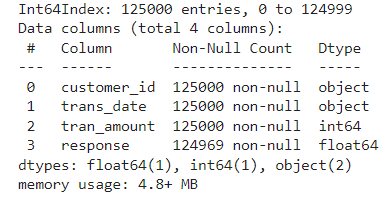 Int64Index: 125000 entries, 0 to 124999
Data columns (total 4 columns):
 #   Column       Non-Null Count   Dtype
---  ------       --------------   -----
 0   customer_id  125000 non-null  object
 1   trans_date   125000 non-null  object
 2   tran_amount  125000 non-null  int64
 3   response     124969 non-null  float64
dtypes: float64(1), int64(1), object(2)
memory usage: 4.8+ MB